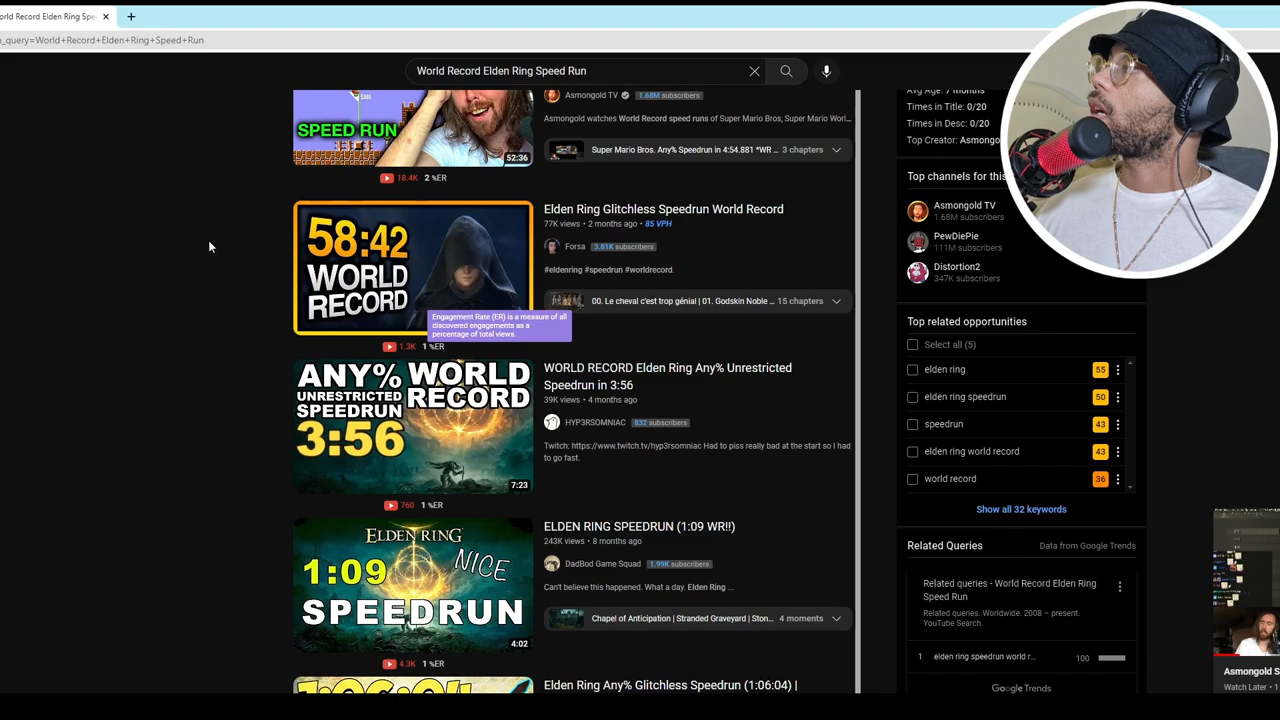 orld Record Elden Ring Spe
_query=World+Record+Elden+Ring+Speed+Run
World Record Elden Ring Speed Run
SPEED RUN
52:36
Asmongold TV
1.68M subscribers
Asmongold watches World Record speed runs of Super Mario Bros, Super Mario Worl...
Super Mario Bros. Any% Speedrun in 4:54.881 *WR ...
3 chapters
18.4K 2 %ER
58:42
WORLD
RECORD
Elden Ring Glitchless Speedrun World Record
77K views • 2 months ago • 85 VPH
Forsa
3.81K subscribers
#eldenring #speedrun #worldrecord.
00. Le cheval c'est trop génial | 01. Godskin Noble ...
15 chapters
Engagement Rate (ER) is a measure of all
discovered engagements as a
percentage of total views.
1.3K 1 %ER
ANY%
UNRESTRICTED
SPEEDRUN
3:56
WORLD
RECORD
7:23
WORLD RECORD Elden Ring Any% Unrestricted
Speedrun in 3:56
39K views • 4 months ago
HYP3RSOMNIAC
832 subscribers
Twitch: https://www.twitch.tv/hyp3rsomniac Had to piss really bad at the start so I had
to go fast.
760 1 %ER
ELDEN RING
1:09
NICE
SPEEDRUN
4:02
ELDEN RING SPEEDRUN (1:09 WR!!)
243K views • 8 months ago
DadBod Game Squad
1.99K subscribers
Can't believe this happened. What a day. Elden Ring ...
Chapel of Anticipation | Stranded Graveyard | Ston...
4 moments
4.3K 1 %ER
1:06:04
Elden Ring Any% Glitchless Speedrun (1:06:04) |
Avg Age: 7 months
Times in Title: 0/20
Times in Desc: 0/20
Top Creator: Asmongo
Top channels for this
Asmongold TV
1.68M subscribers
PewDiePie
111M subscribers
Distortion2
347K subscribers
Top related opportunities
Select all (5)
elden ring
55
elden ring speedrun
50
speedrun
43
elden ring world record
43
world record
36
Show all 32 keywords
Related Queries
Data from Google Trends
Related queries - World Record Elden Ring
Speed Run
Related queries. Worldwide. 2008 – present.
YouTube Search.
1 elden ring speedrun world r... 100
Google Trends
Asmongold S
Watch Later • 1